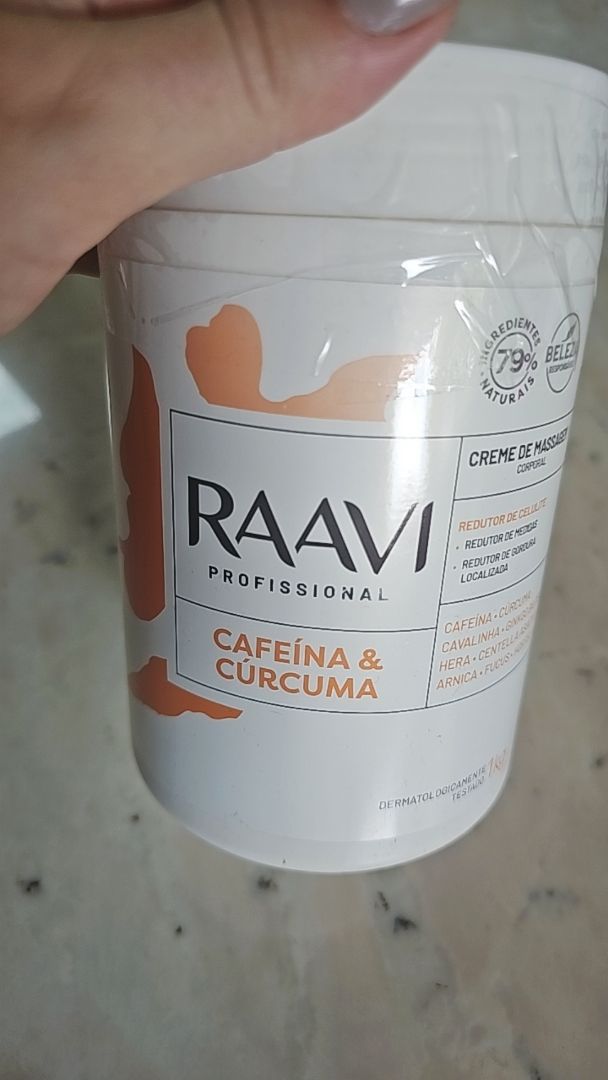 INGREDIENTES
79%
NATURAIS
BELEZA
CREME DE MASSAGEM
CORPORAL
RAAVI
PROFISSIONAL
REDUTOR DE CELULITE
• REDUTOR DE MEDIDAS
• REDUTOR DE GORDURA
LOCALIZADA
CAFEÍNA &
CÚRCUMA
CAFEÍNA • CÚRCUMA
CAVALINHA •
HERA • CENTELLA
ARNICA • FUCUS •
DERMATOLOGICAMENTE
TESTADO
1kg